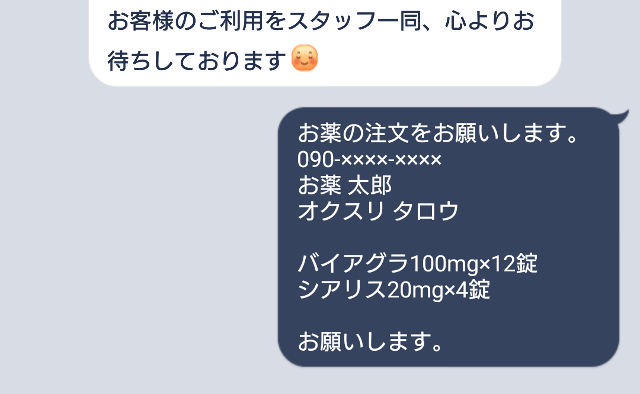 お客様のご利用をスタッフ一同、心よりお
待ちしております
お薬の注文をお願いします。
090-××××-××××
お薬 太郎
オクスリ タロウ
バイアグラ100mg×12錠
シアリス20mg×4錠
お願いします。